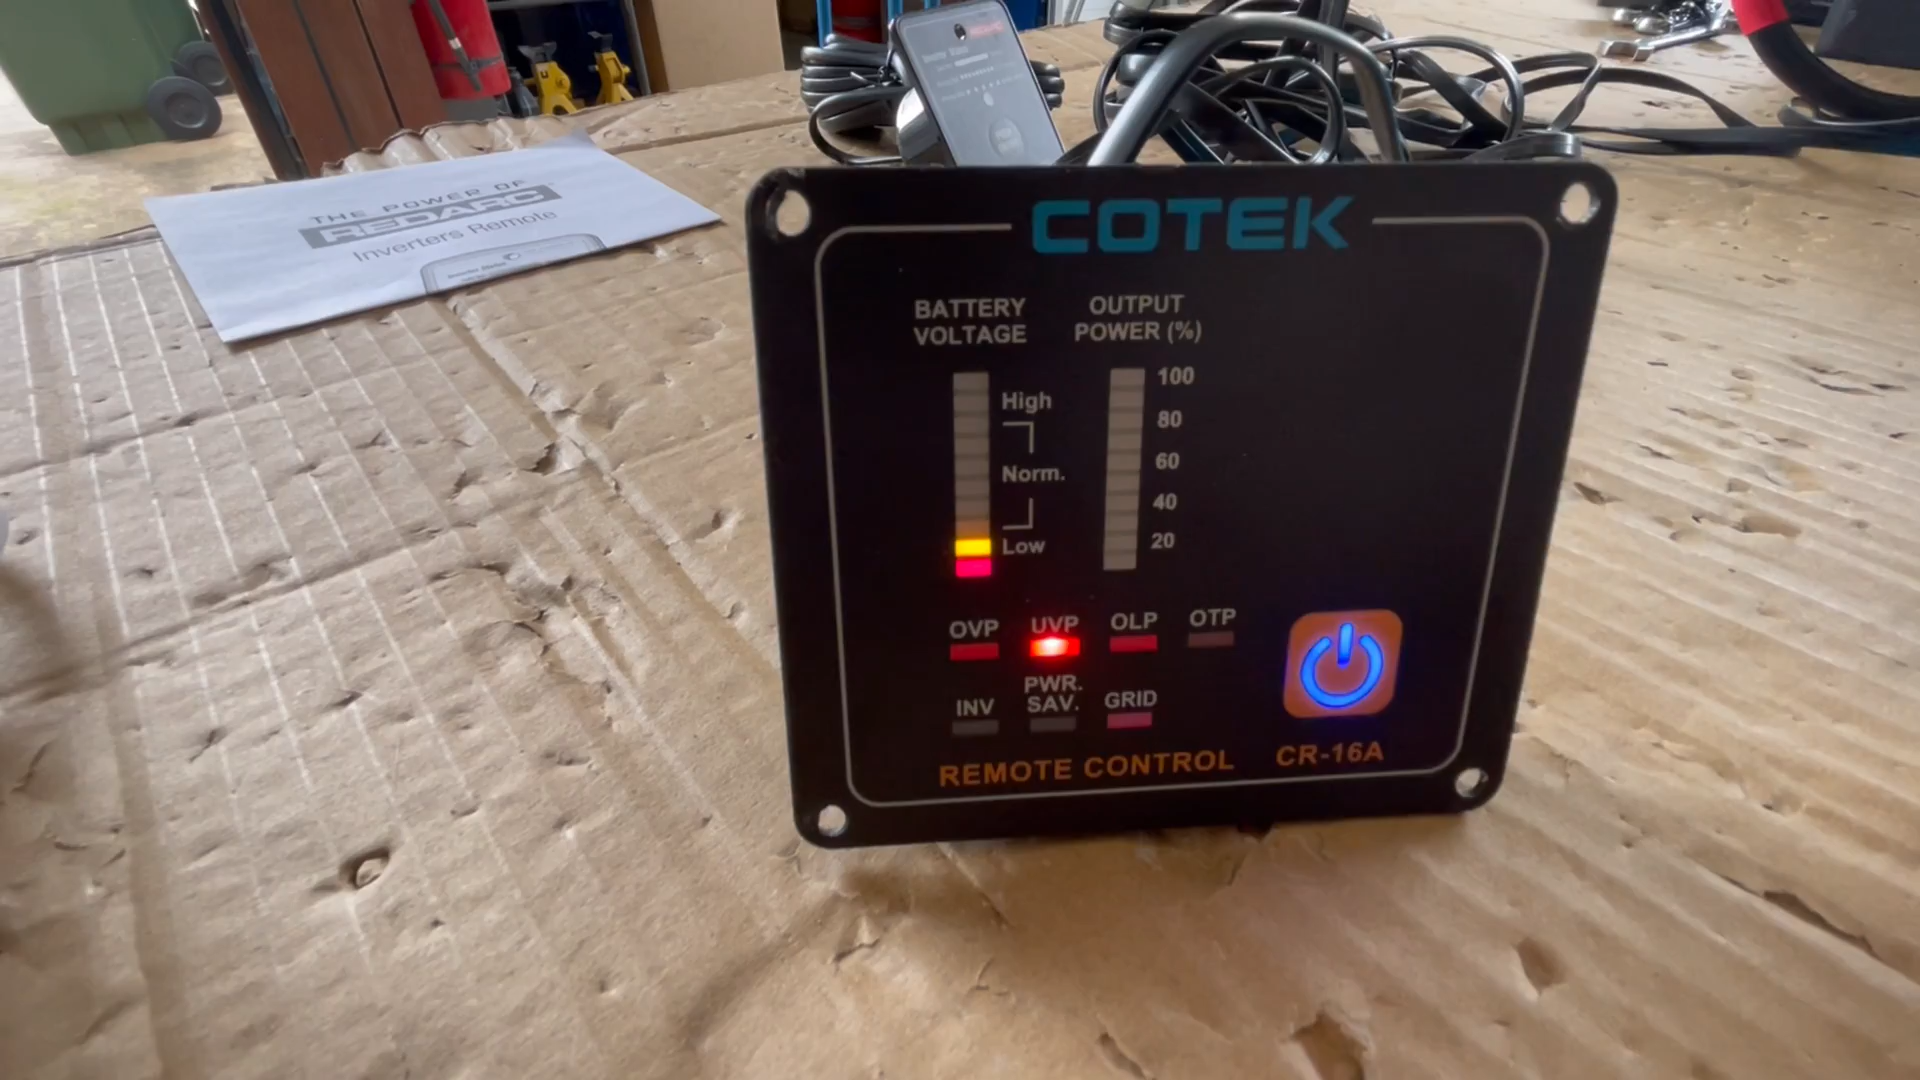 THE POWER OF
REDARC
Inverters Remote
COTEK
BATTERY
VOLTAGE
OUTPUT
POWER (%)
High
Norm.
Low
100
80
60
40
20
OVP
UVP
OLP
OTP
INV
PWR.
SAV.
GRID
REMOTE CONTROL
CR-16A